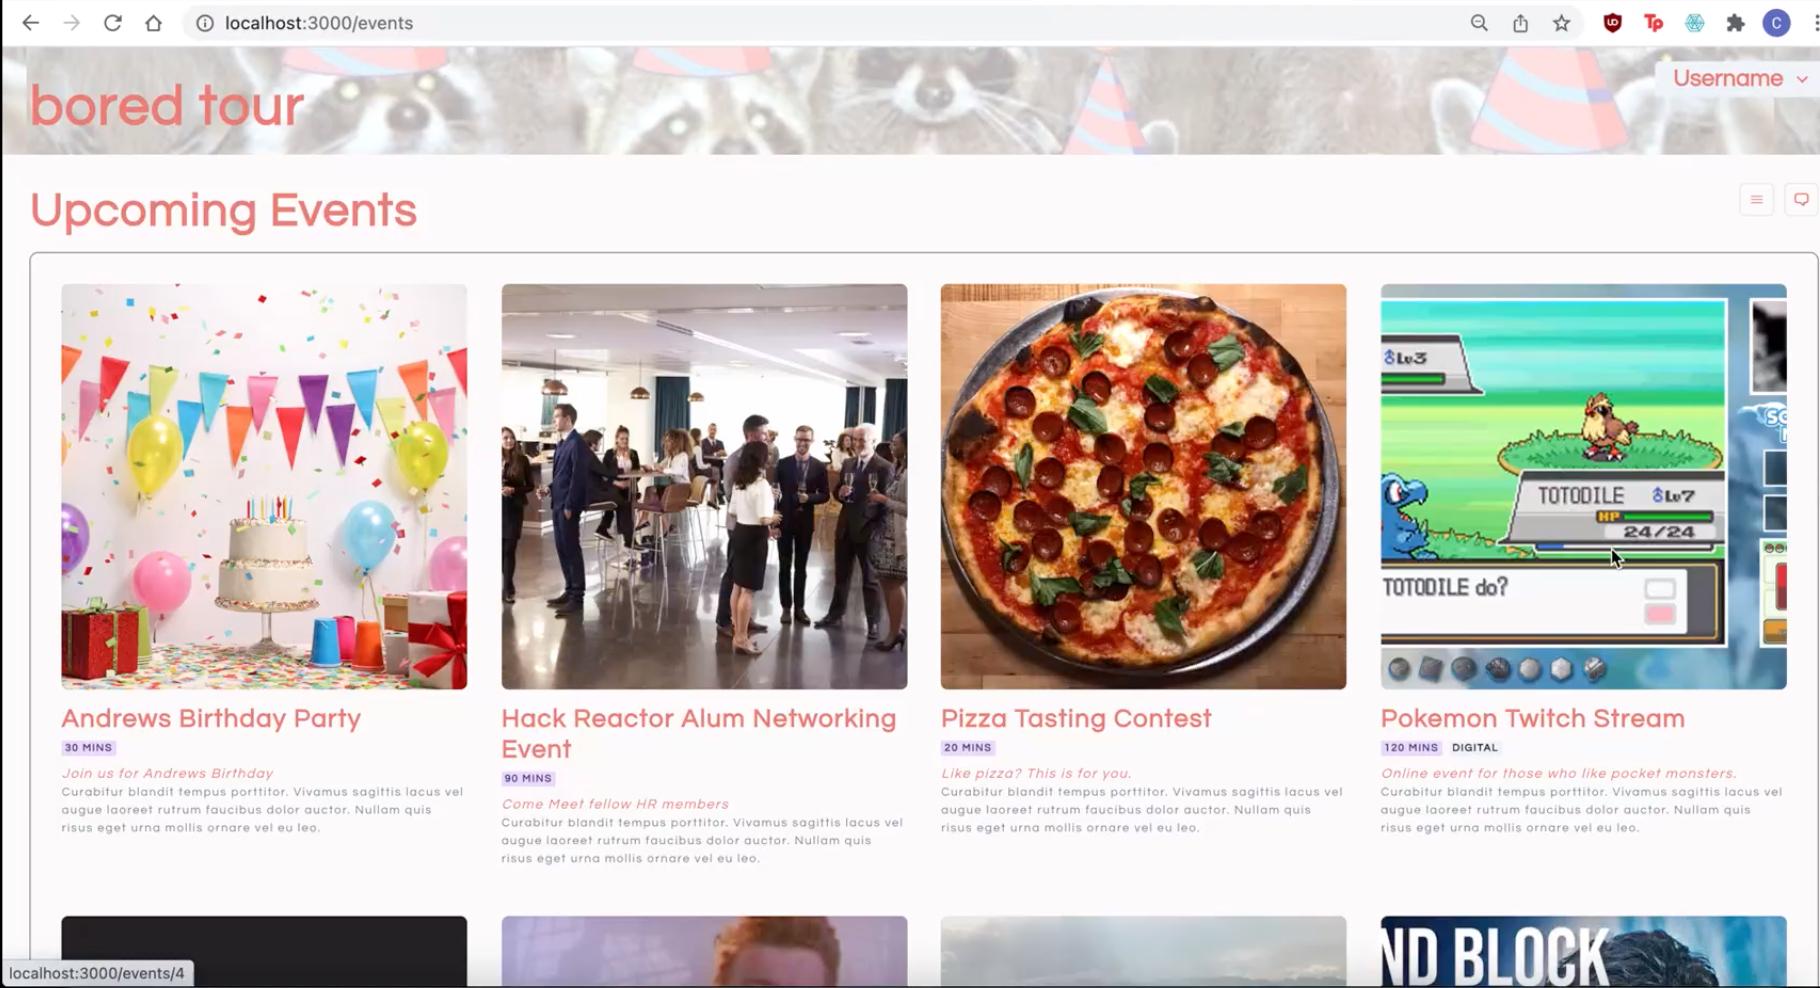 localhost:3000/events
bored tour
Username
Upcoming Events
Lv3
TOTODILE Lv7
HP
24/24
TOTODILE do?
Andrews Birthday Party
30 MINS
Join us for Andrews Birthday
Curabitur blandit tempus porttitor. Vivamus sagittis lacus vel
augue laoreet rutrum faucibus dolor auctor. Nullam quis
risus eget urna mollis ornare vel eu leo.
Hack Reactor Alum Networking
Event
90 MINS
Come Meet fellow HR members
Curabitur blandit tempus porttitor. Vivamus sagittis lacus vel
augue laoreet rutrum faucibus dolor auctor. Nullam quis
risus eget urna mollis ornare vel eu leo.
Pizza Tasting Contest
20 MINS
Like pizza? This is for you.
Curabitur blandit tempus porttitor. Vivamus sagittis lacus vel
augue laoreet rutrum faucibus dolor auctor. Nullam quis
risus eget urna mollis ornare vel eu leo.
Pokemon Twitch Stream
120 MINS DIGITAL
Online event for those who like pocket monsters.
Curabitur blandit tempus porttitor. Vivamus sagittis lacus vel
augue laoreet rutrum faucibus dolor auctor. Nullam quis
risus eget urna mollis ornare vel eu leo.
ND BLOCK
localhost:3000/events/4